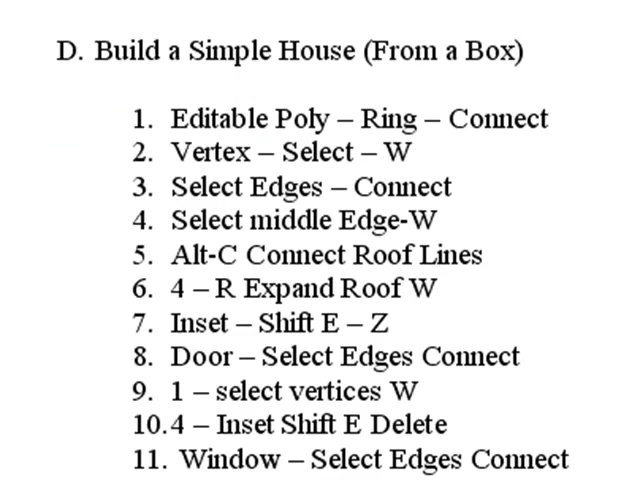 D. Build a Simple House (From a Box)
1. Editable Poly – Ring – Connect
2. Vertex – Select – W
3. Select Edges – Connect
4. Select middle Edge-W
5. Alt-C Connect Roof Lines
6. 4 – R Expand Roof W
7. Inset – Shift E – Z
8. Door – Select Edges Connect
9. 1 – select vertices W
10. 4 – Inset Shift E Delete
11. Window – Select Edges Connect